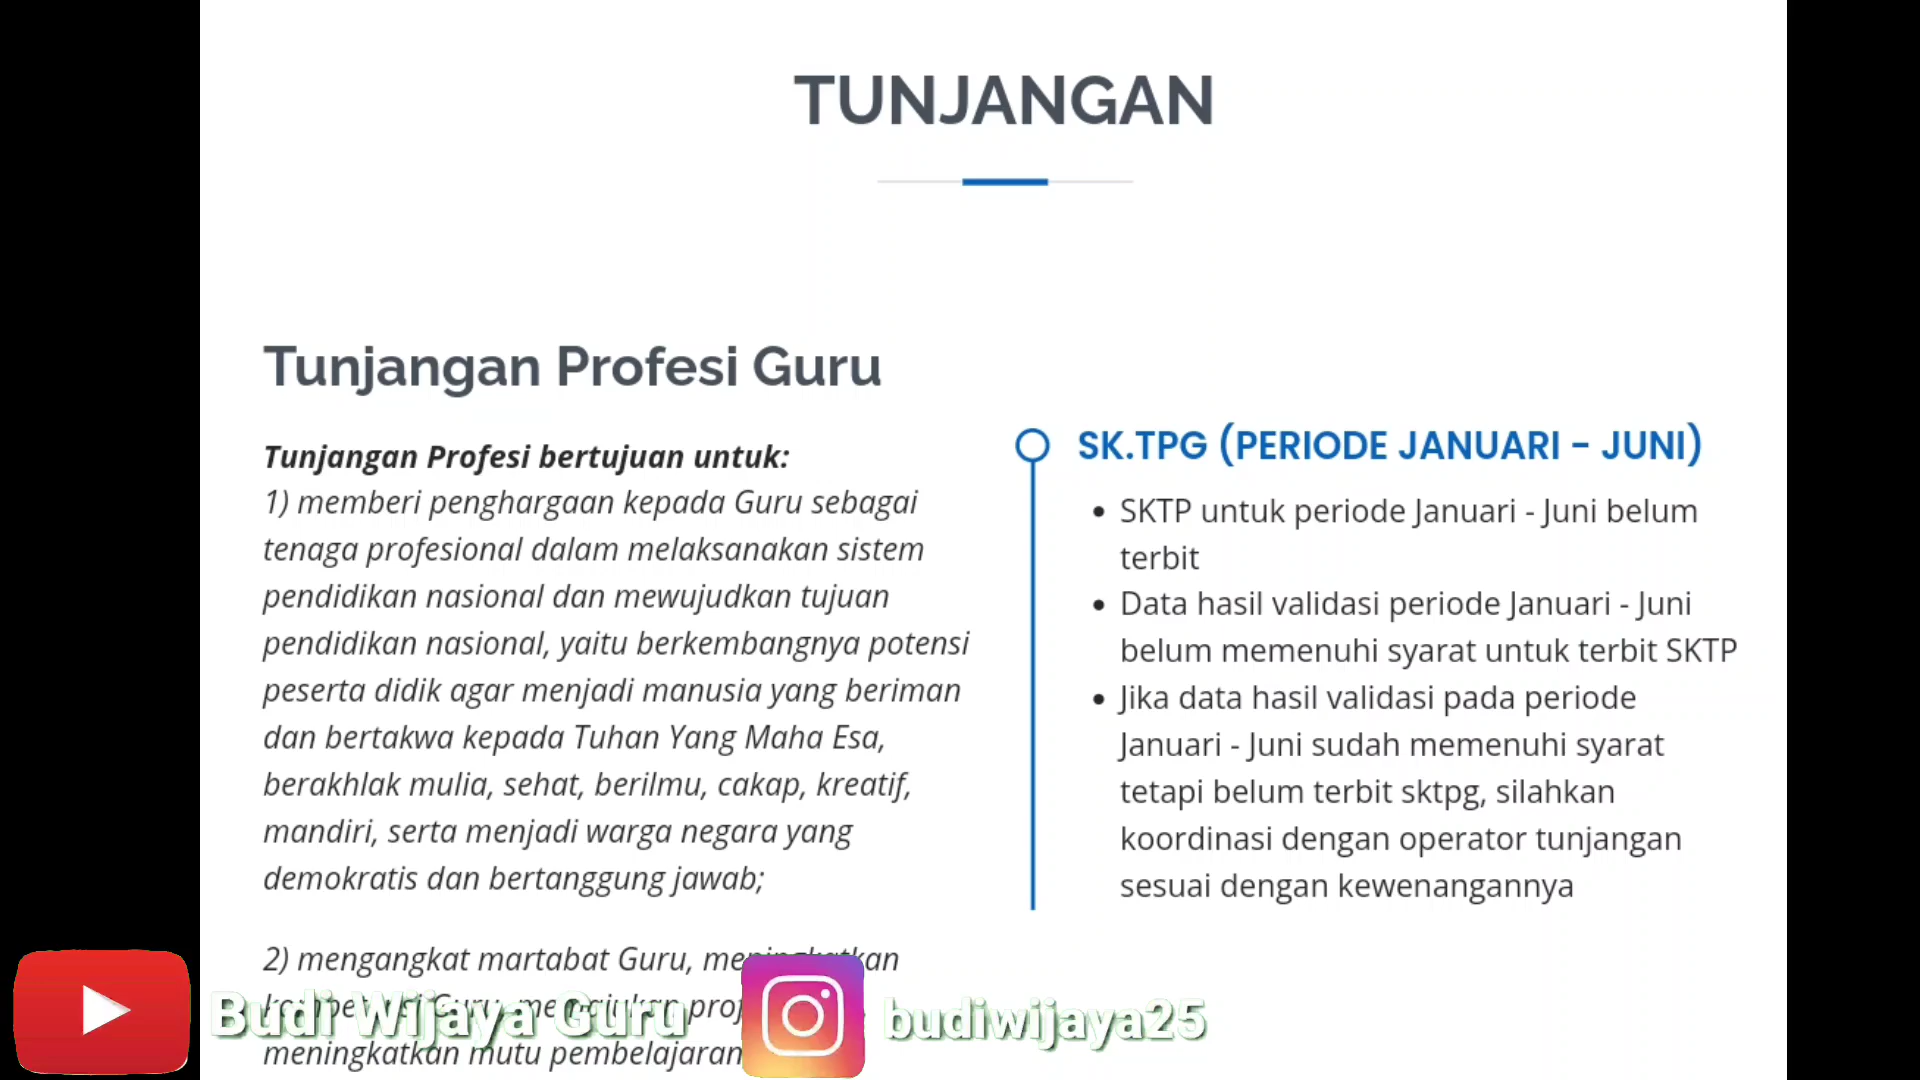 TUNJANGAN
Tunjangan Profesi Guru
Tunjangan Profesi bertujuan untuk:
1) memberi penghargaan kepada Guru sebagai
tenaga profesional dalam melaksanakan sistem
pendidikan nasional dan mewujudkan tujuan
pendidikan nasional, yaitu berkembangnya potensi
peserta didik agar menjadi manusia yang beriman
dan bertakwa kepada Tuhan Yang Maha Esa,
berakhlak mulia, sehat, berilmu, cakap, kreatif,
mandiri, serta menjadi warga negara yang
demokratis dan bertanggung jawab;
2) mengangkat martabat Guru, meningkatkan
meningkatkan mutu pembelajaran
SK.TPG (PERIODE JANUARI - JUNI)
• SKTP untuk periode Januari - Juni belum
terbit
• Data hasil validasi periode Januari - Juni
belum memenuhi syarat untuk terbit SKTP
• Jika data hasil validasi pada periode
Januari - Juni sudah memenuhi syarat
tetapi belum terbit sktpg, silahkan
koordinasi dengan operator tunjangan
sesuai dengan kewenangannya
Budi Wijaya Guru
budiwijaya25